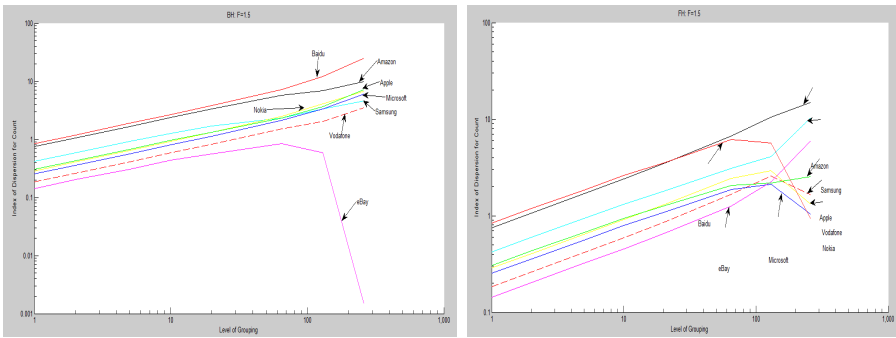 BH: F=1.5
Index of Dispersion for Count
100
10
1
0.1
0.01
0.001
1
10
100
1,000
Level of Grouping
Baidu
Amazon
Apple
Nokia
Microsoft
Samsung
Vodafone
eBay
FH: F=1.5
Index of Dispersion for Count
100
10
1
0.1
1
10
100
1,000
Level of Grouping
Amazon
Samsung
Apple
Baidu
Vodafone
Nokia
Microsoft
eBay